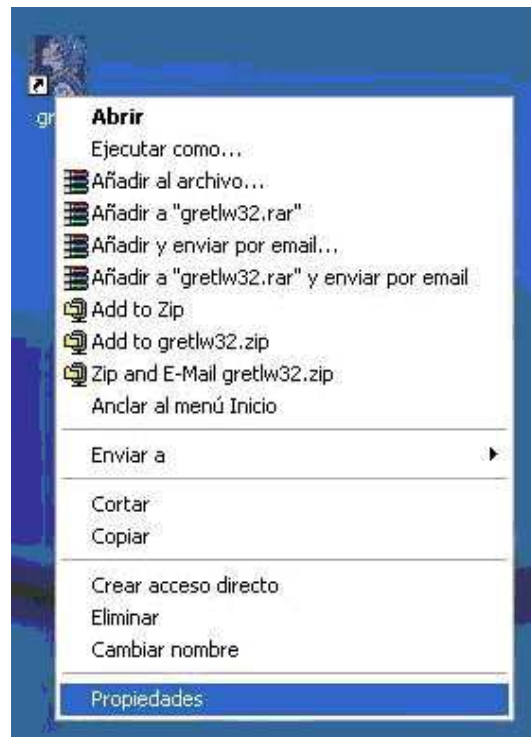 gr
Abrir
Ejecutar como...
Añadir al archivo...
Añadir a "gretlw32.rar"
Añadir y enviar por email...
Añadir a "gretlw32.rar" y enviar por email
Add to Zip
Add to gretlw32.zip
Zip and E-Mail gretlw32.zip
Anclar al menú Inicio
Enviar a
Cortar
Copiar
Crear acceso directo
Eliminar
Cambiar nombre
Propiedades